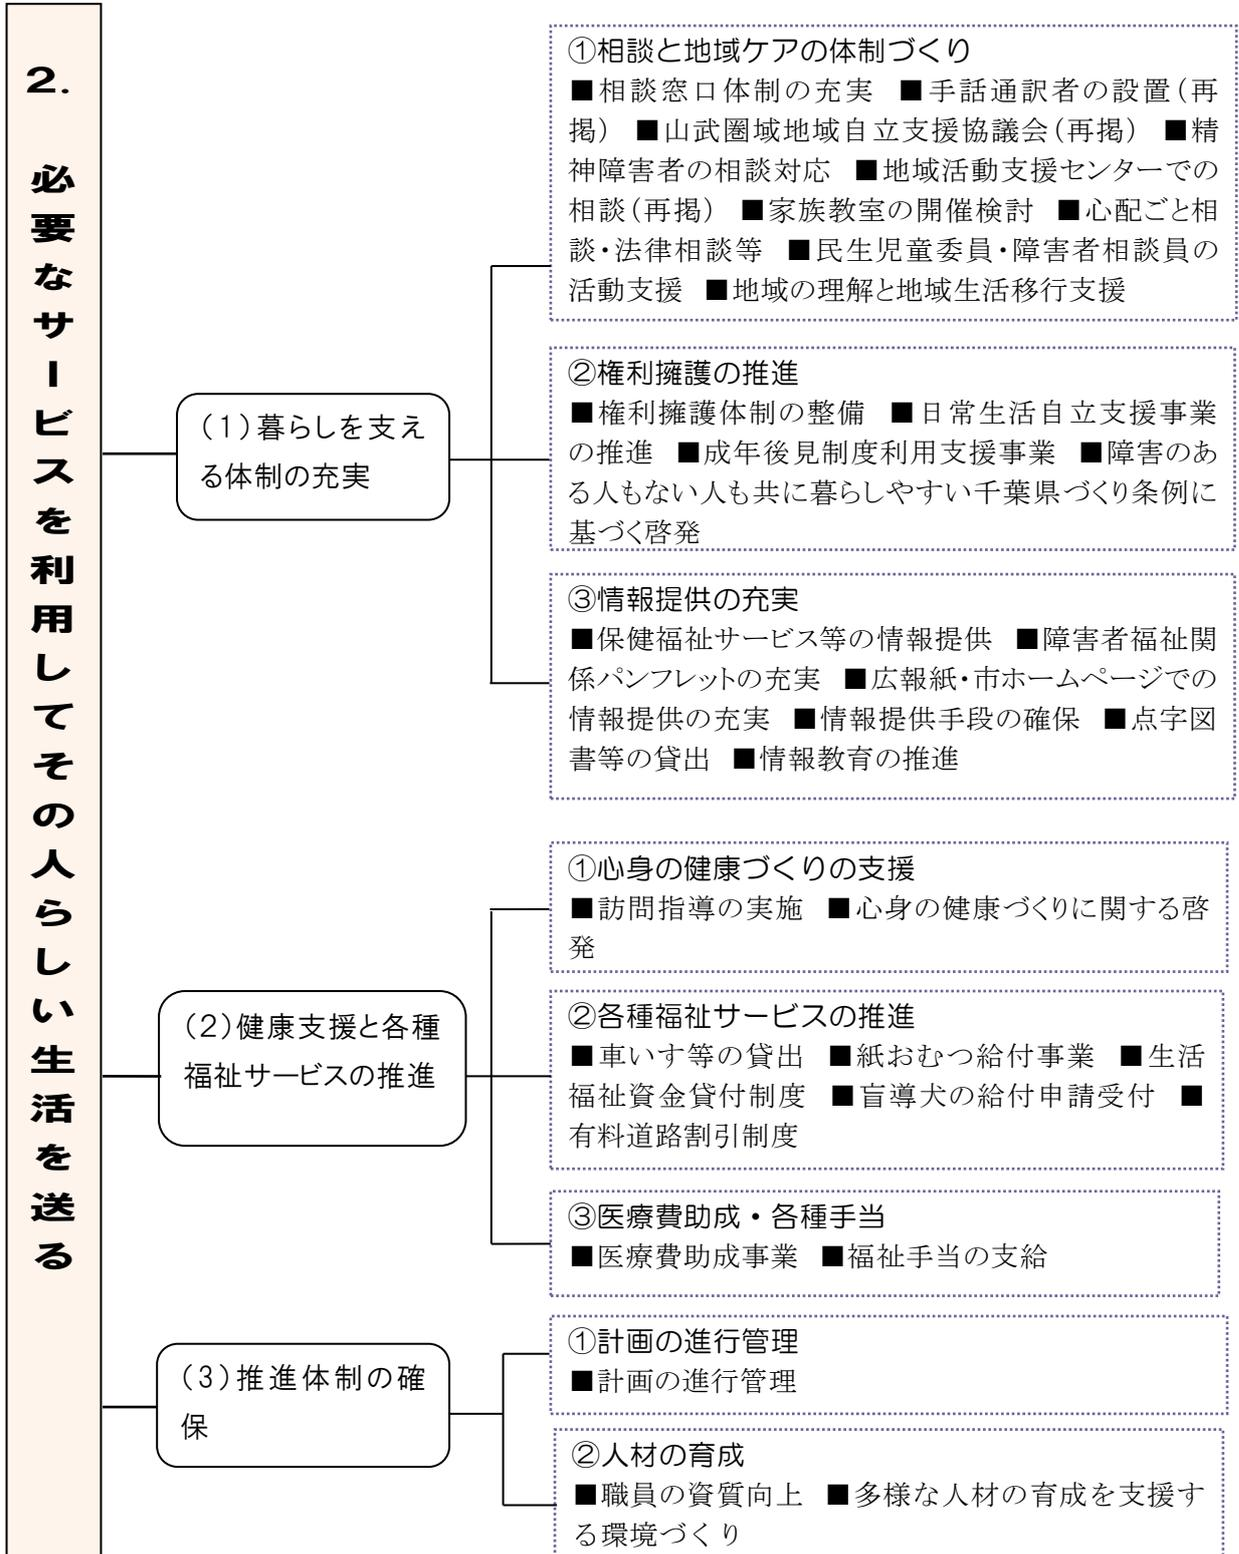 2. 必要なサービスを利用してその人らしい生活を送る
(1)暮らしを支え
る体制の充実
①相談と地域ケアの体制づくり
■相談窓口体制の充実 ■手話通訳者の設置(再
掲) ■山武圏域地域自立支援協議会(再掲) ■精
神障害者の相談対応 ■地域活動支援センターでの
相談(再掲) ■家族教室の開催検討 ■心配ごと相
談・法律相談等 ■民生児童委員・障害者相談員の
活動支援 ■地域の理解と地域生活移行支援
②権利擁護の推進
■権利擁護体制の整備 ■日常生活自立支援事業
の推進 ■成年後見制度利用支援事業 ■障害のあ
る人もない人も共に暮らしやすい千葉県づくり条例に
基づく啓発
③情報提供の充実
■保健福祉サービス等の情報提供 ■障害者福祉関
係パンフレットの充実 ■広報紙・市ホームページでの
情報提供の充実 ■情報提供手段の確保 ■点字図
書等の貸出 ■情報教育の推進
(2)健康支援と各種
福祉サービスの推進
①心身の健康づくりの支援
■訪問指導の実施 ■心身の健康づくりに関する啓
発
②各種福祉サービスの推進
■車いす等の貸出 ■紙おむつ給付事業 ■生活
福祉資金貸付制度 ■盲導犬の給付申請受付 ■
有料道路割引制度
③医療費助成・各種手当
■医療費助成事業 ■福祉手当の支給
(3)推進体制の確
保
①計画の進行管理
■計画の進行管理
②人材の育成
■職員の資質向上 ■多様な人材の育成を支援す
る環境づくり